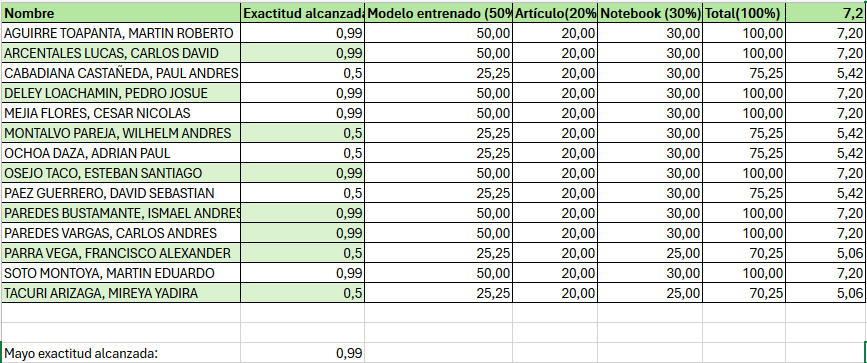 Nombre Exactitud alcanzada Modelo entrenado (50% Artículo(20% Notebook (30%) Total(100%) 7,2
AGUIRRE TOAPANTA, MARTIN ROBERTO 0,99 50,00 20,00 30,00 100,00 7,20
ARCENTALES LUCAS, CARLOS DAVID 0,99 50,00 20,00 30,00 100,00 7,20
CABADIANA CASTAÑEDA, PAUL ANDRES 0,5 25,25 20,00 30,00 75,25 5,42
DELEY LOACHAMIN, PEDRO JOSUE 0,99 50,00 20,00 30,00 100,00 7,20
MEJIA FLORES, CESAR NICOLAS 0,99 50,00 20,00 30,00 100,00 7,20
MONTALVO PAREJA, WILHELM ANDRES 0,5 25,25 20,00 30,00 75,25 5,42
OCHOA DAZA, ADRIAN PAUL 0,5 25,25 20,00 30,00 75,25 5,42
OSEJO TACO, ESTEBAN SANTIAGO 0,99 50,00 20,00 30,00 100,00 7,20
PAEZ GUERRERO, DAVID SEBASTIAN 0,5 25,25 20,00 30,00 75,25 5,42
PAREDES BUSTAMANTE, ISMAEL ANDRES 0,99 50,00 20,00 30,00 100,00 7,20
PAREDES VARGAS, CARLOS ANDRES 0,99 50,00 20,00 30,00 100,00 7,20
PARRA VEGA, FRANCISCO ALEXANDER 0,5 25,25 20,00 25,00 70,25 5,06
SOTO MONTOYA, MARTIN EDUARDO 0,99 50,00 20,00 30,00 100,00 7,20
TACURI ARIZAGA, MIREYA YADIRA 0,5 25,25 20,00 25,00 70,25 5,06
Mayo exactitud alcanzada: 0,99